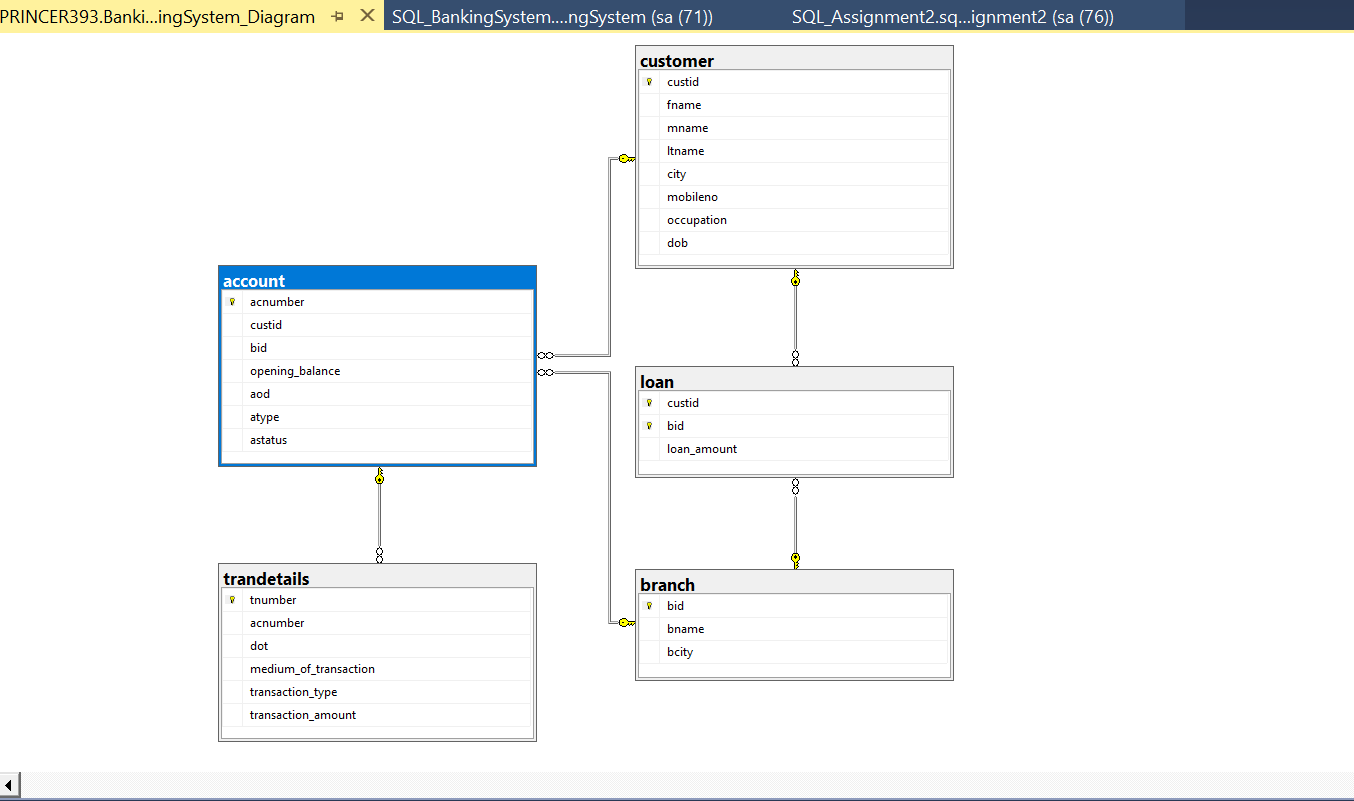 PRINCER393.Banki...ingSystem_Diagram
SQL_BankingSystem....ngSystem (sa (71))
SQL_Assignment2.sq...ignment2 (sa (76))
customer
custid
fname
mname
ltname
city
mobileno
occupation
dob
account
acnumber
custid
bid
opening_balance
aod
atype
astatus
loan
custid
bid
loan_amount
trandetails
tnumber
acnumber
dot
medium_of_transaction
transaction_type
transaction_amount
branch
bid
bname
bcity